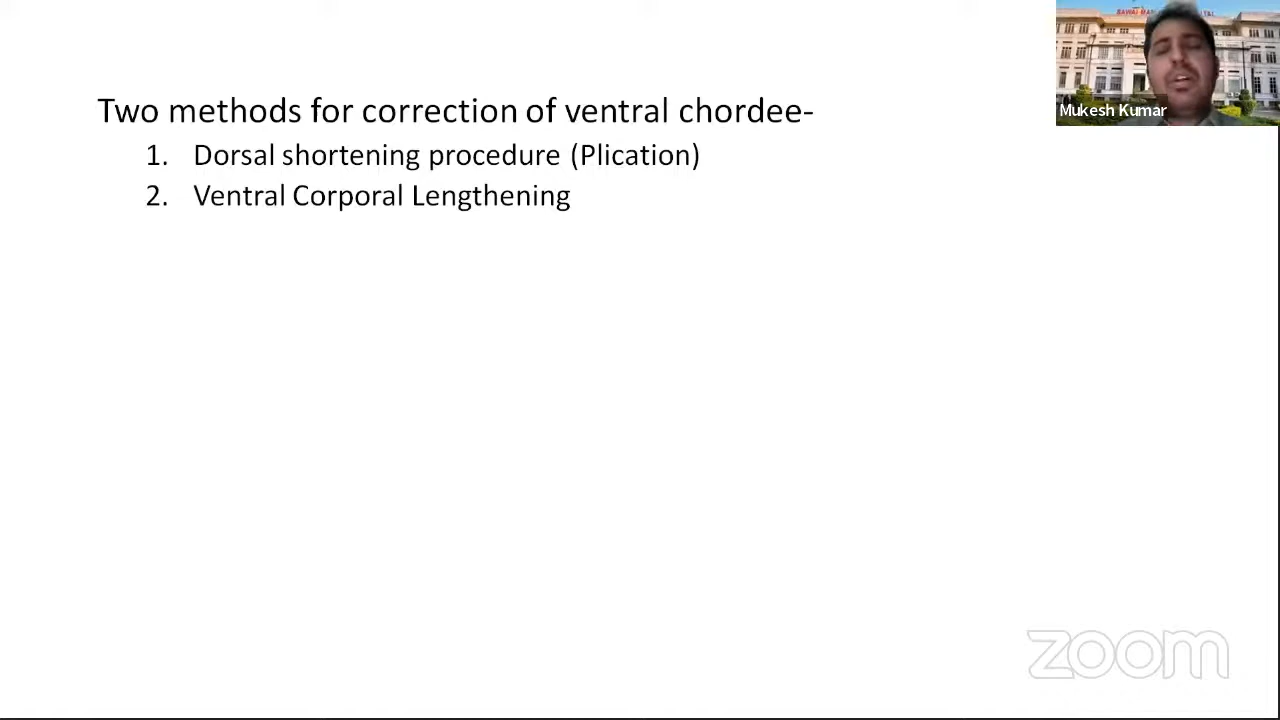 Two methods for correction of ventral chordee-
1. Dorsal shortening procedure (Plication)
2. Ventral Corporal Lengthening
Mukesh Kumar
zoom